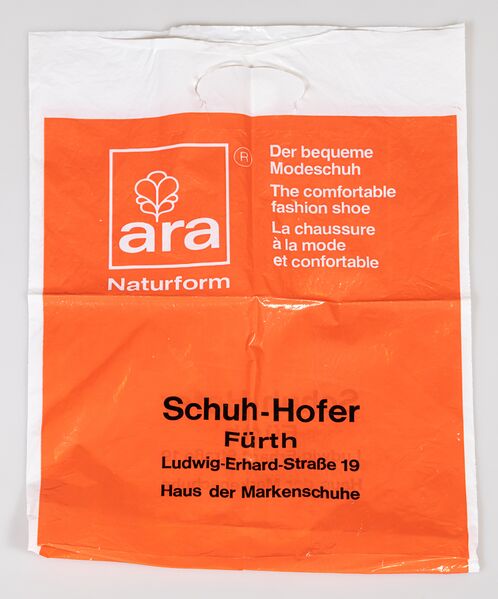 ara
®
Naturform
Der bequeme
Modeschuh
The comfortable
fashion shoe
La chaussure
à la mode
et confortable
Schuh-Hofer
Fürth
Ludwig-Erhard-Straße 19
Haus der Markenschuhe